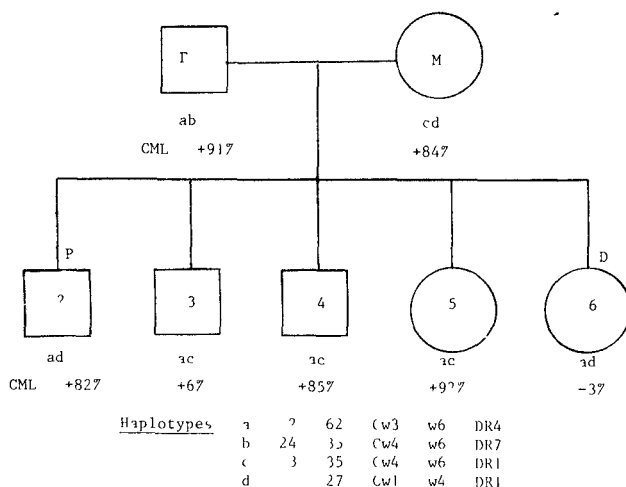 F M
ab cd
CML +91% +84%
P D
2 3 4 5 6
ad ac ac ac ad
CML +82% +6% +85% +92% -3%
Haplotypes a 2 62 Cw3 w6 DR4
b 24 35 Cw4 w6 DR7
c 3 35 Cw4 w6 DR1
d 27 Cw1 w4 DR1